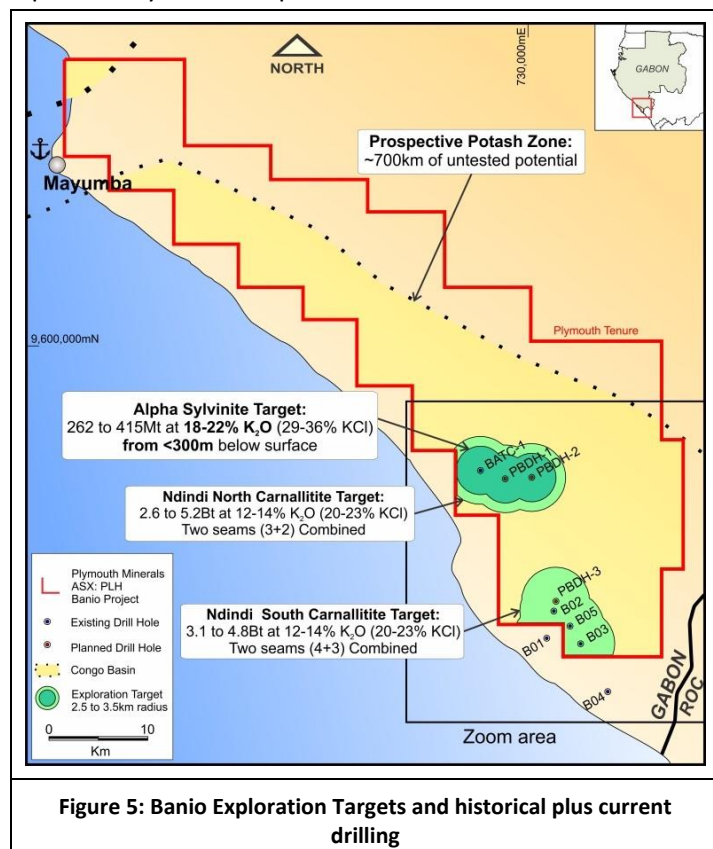 NORTH
730,000mE
GABON
Prospective Potash Zone:
~700km of untested potential
Mayumba
9,600,000mN
Plymouth Tenure
Alpha Sylvinite Target:
262 to 415Mt at 18-22% K2O (29-36% KCl)
from <300m below surface
BATC-1
PBDH-1
PBDH-2
Ndindi North Carnallitite Target:
2.6 to 5.2Bt at 12-14% K2O (20-23% KCl)
Two seams (3+2) Combined
Plymouth Minerals
ASX: PLH
Banio Project
Existing Drill Hole
Planned Drill Hole
Congo Basin
Exploration Target
2.5 to 3.5km radius
0 10
Km
PBDH-3
B02
B05
B03
B01
B04
Ndindi South Carnallitite Target:
3.1 to 4.8Bt at 12-14% K2O (20-23% KCl)
Two seams (4+3) Combined
GABON
ROC
Zoom area
Figure 5: Banio Exploration Targets and historical plus current
drilling